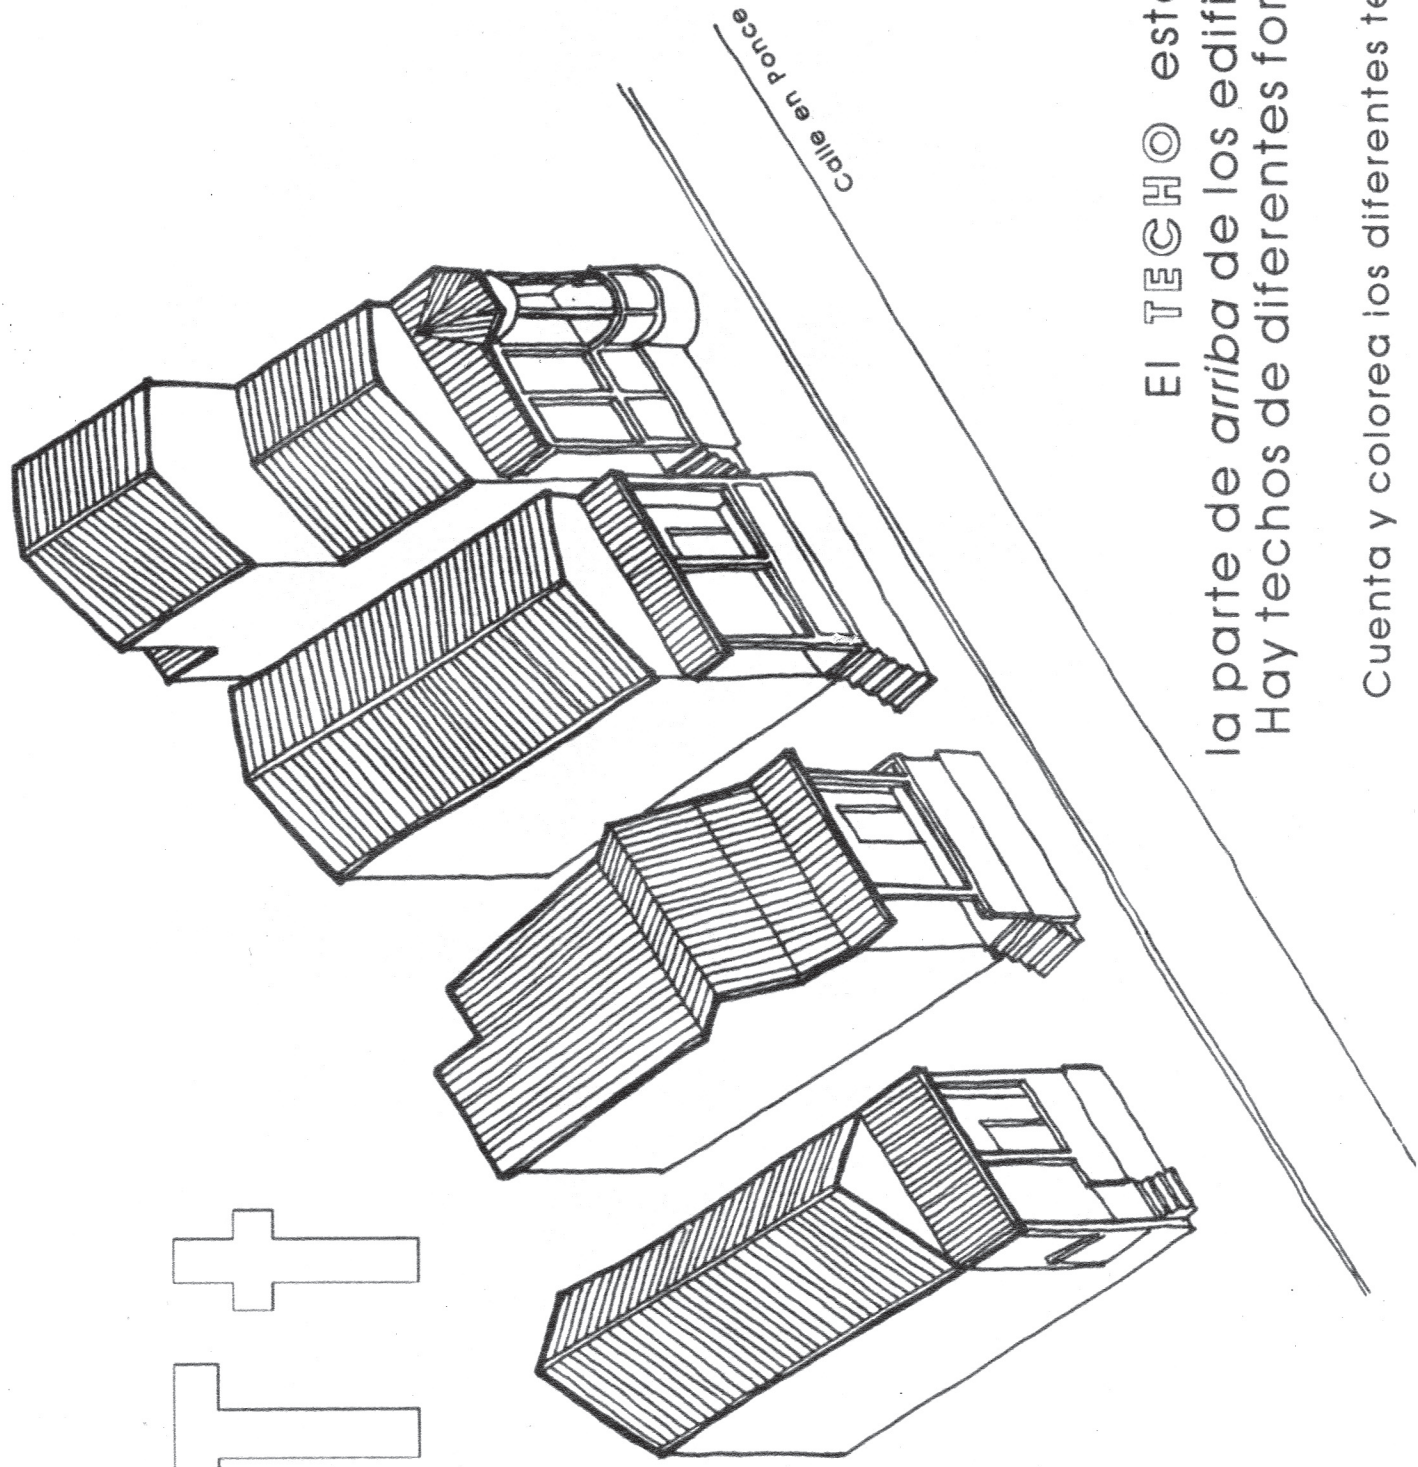 T t
Calle en Ponce
El TECHO est
la parte de arriba de los edifi
Hay techos de diferentes for
Cuenta y colorea los diferentes te